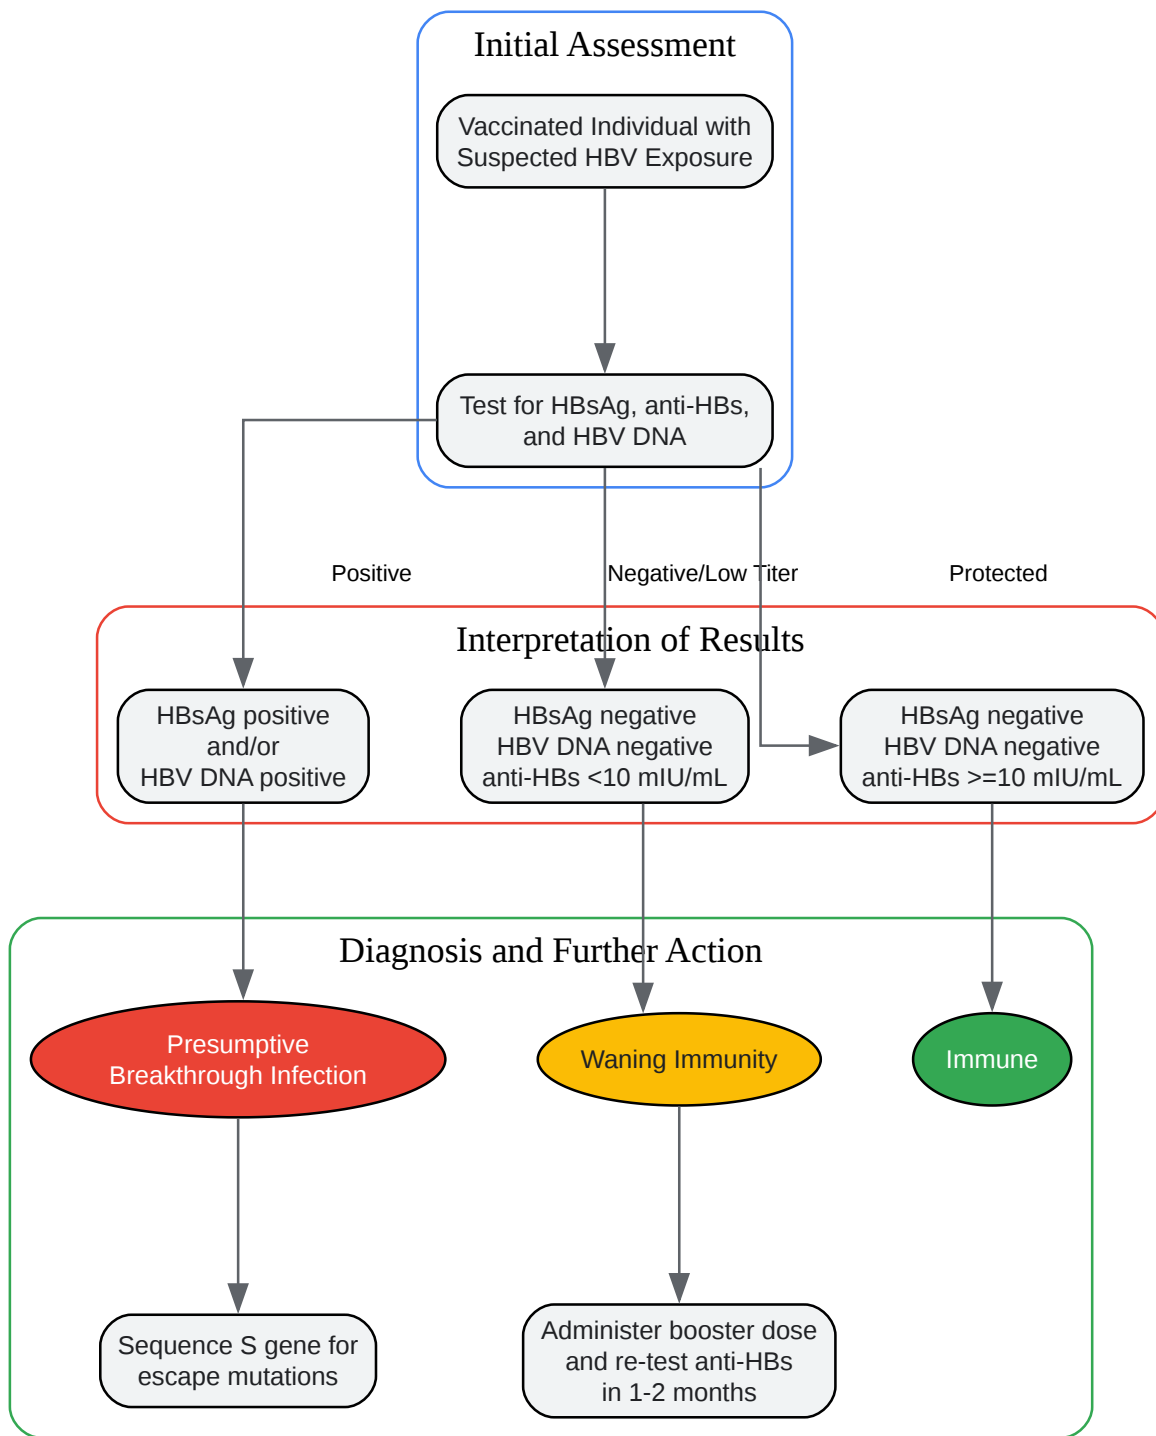 Initial Assessment
Vaccinated Individual with
Suspected HBV Exposure
Test for HBsAg, anti-HBs,
and HBV DNA
Positive
Negative/Low Titer
Protected
Interpretation of Results
HBsAg positive
and/or
HBV DNA positive
HBsAg negative
HBV DNA negative
anti-HBs <10 mIU/mL
HBsAg negative
HBV DNA negative
anti-HBs >=10 mIU/mL
Diagnosis and Further Action
Presumptive
Breakthrough Infection
Waning Immunity
Immune
Sequence S gene for
escape mutations
Administer booster dose
and re-test anti-HBs
in 1-2 months